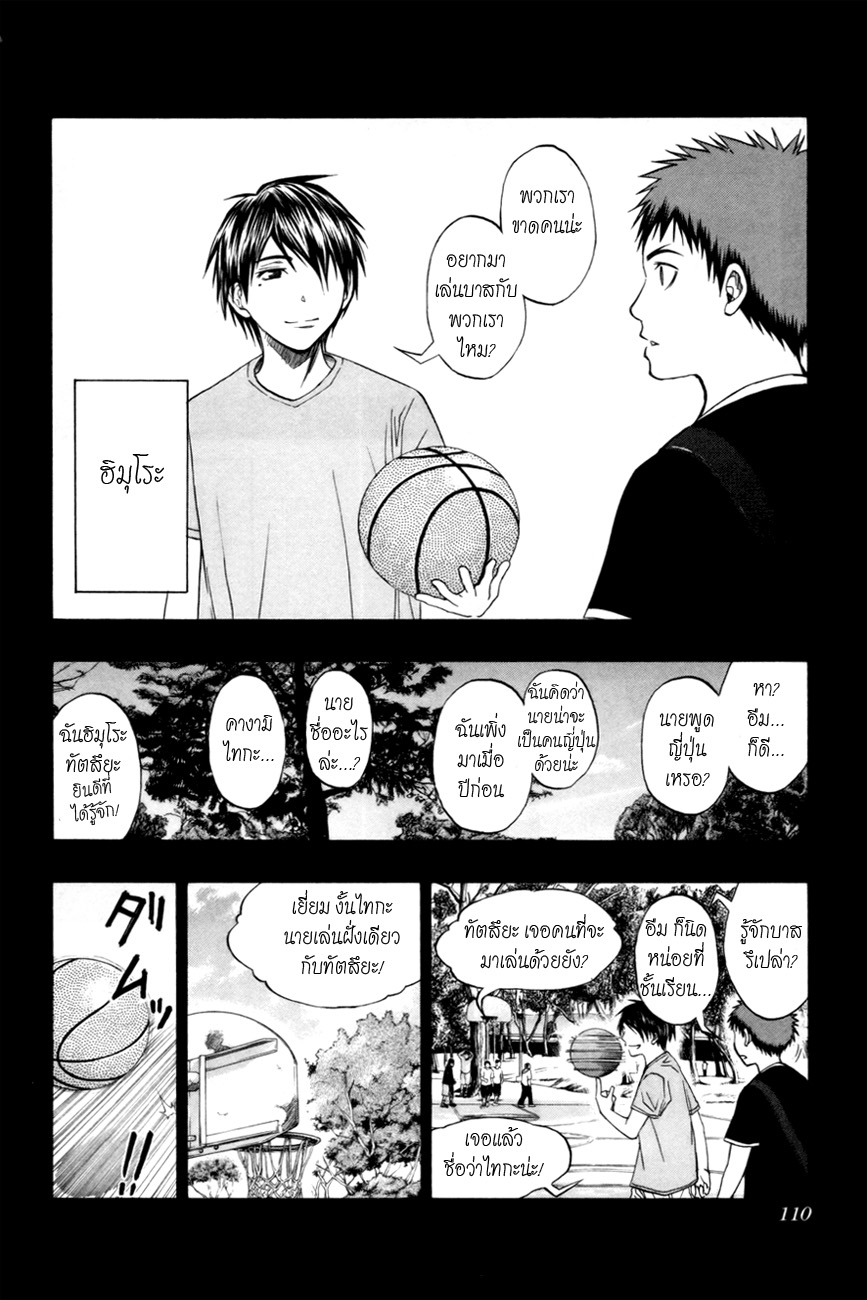 พวกเรา
ขาดคนน่ะ
อยากมา
เล่นบาสกับ
พวกเรา
ไหม?
ฮิมุโระ
หา?
อืม...
ก็ดี...
นายพูด
ญี่ปุ่น
เหรอ?
ฉันคิดว่า
นายน่าจะ
เป็นคนญี่ปุ่น
ด้วยน่ะ
ฉันเพิ่ง
มาเมื่อ
ปีก่อน
นาย
ชื่ออะไร
ล่ะ...?
คางามิ
ไทกะ...
ฉันฮิมุโระ
ทัตสึยะ
ยินดีที่
ได้รู้จัก!
รู้จักบาส
รึเปล่า?
อืม ก็นิด
หน่อยที่
ชั้นเรียน...
ทัตสึยะ เจอคนที่จะ
มาเล่นด้วยยัง?
เจอแล้ว
ชื่อว่าไทกะน่ะ!
เยี่ยม งั้นไทกะ
นายเล่นฝั่งเดียว
กับทัตสึยะ!
ダムッ!!
110